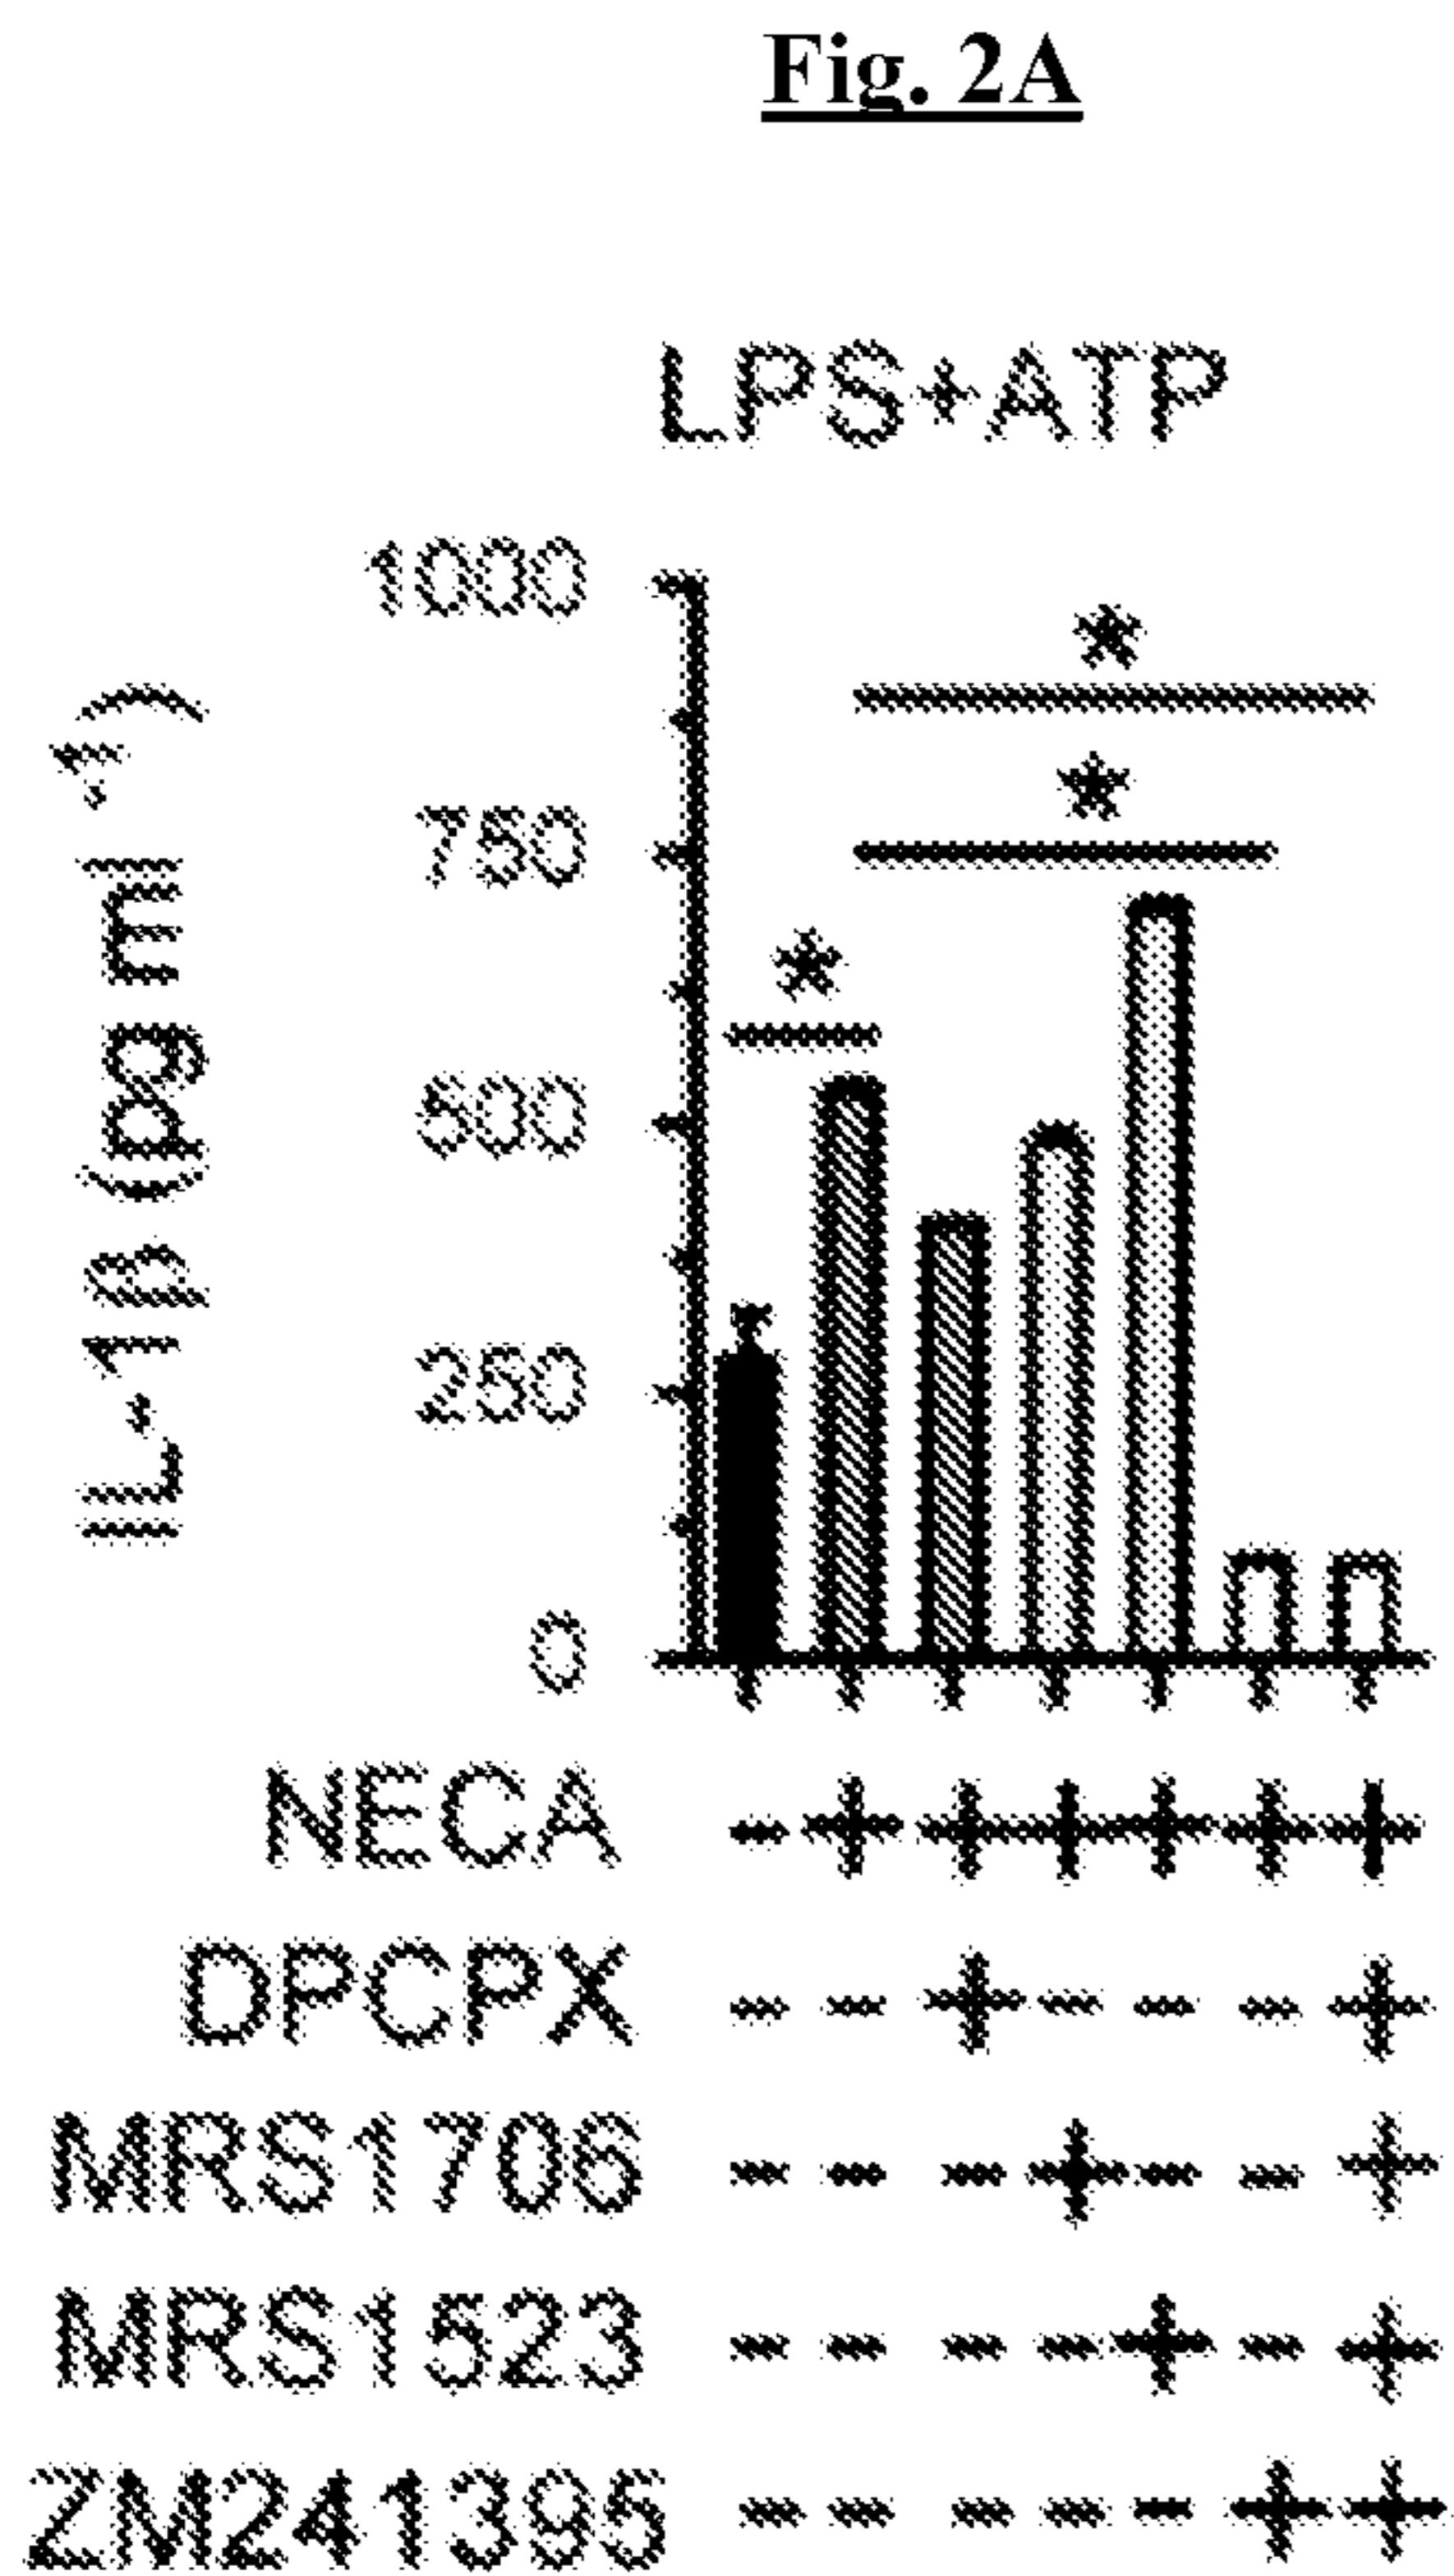 Fig. 2A
LPS+ATP
*
*
*
1000
750
500
250
0
IL-1β (pg ml⁻¹)
NECA - + + + + + +
DPCPX - - + - - - +
MRS1706 - - - + - - +
MRS1523 - - - - + - +
ZM241395 - - - - - + +